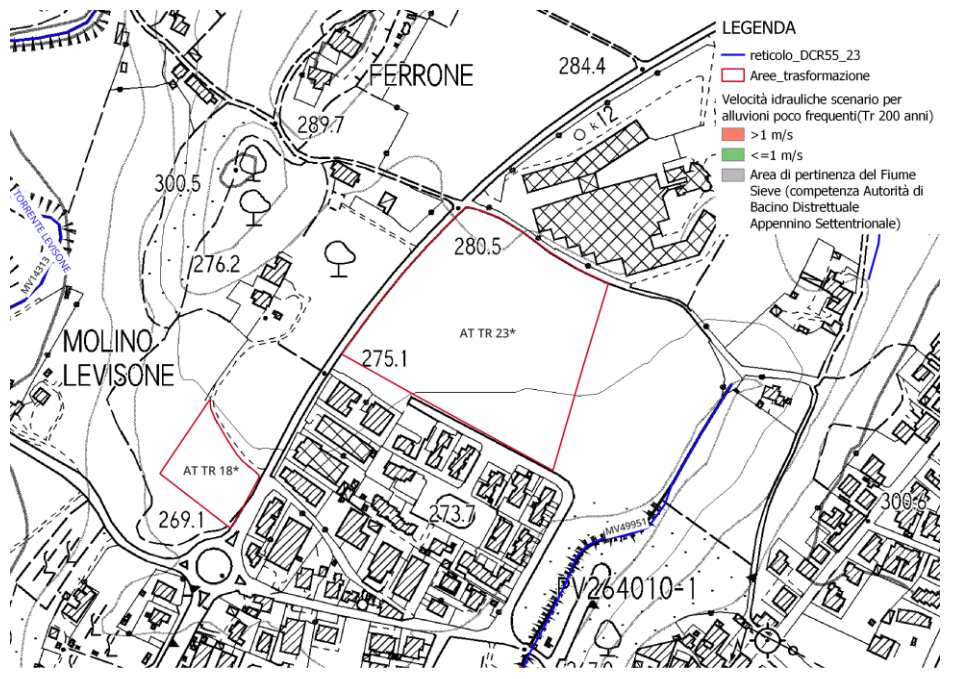 LEGENDA
reticolo_DCR55_23
Aree_trasformazione
Velocità idrauliche scenario per
alluvioni poco frequenti(Tr 200 anni)
>1 m/s
<=1 m/s
Area di pertinenza del Fiume
Sieve (competenza Autorità di
Bacino Distrettuale
Appennino Settentrionale)
FERRONE
284.4
k12
289.7
300.5
280.5
276.2
TORRENTE LEVISONE
MV14313
AT TR 23*
MOLINO
LEVISONE
275.1
AT TR 18*
269.1
273.7
300.6
MV49951
PV264010-1